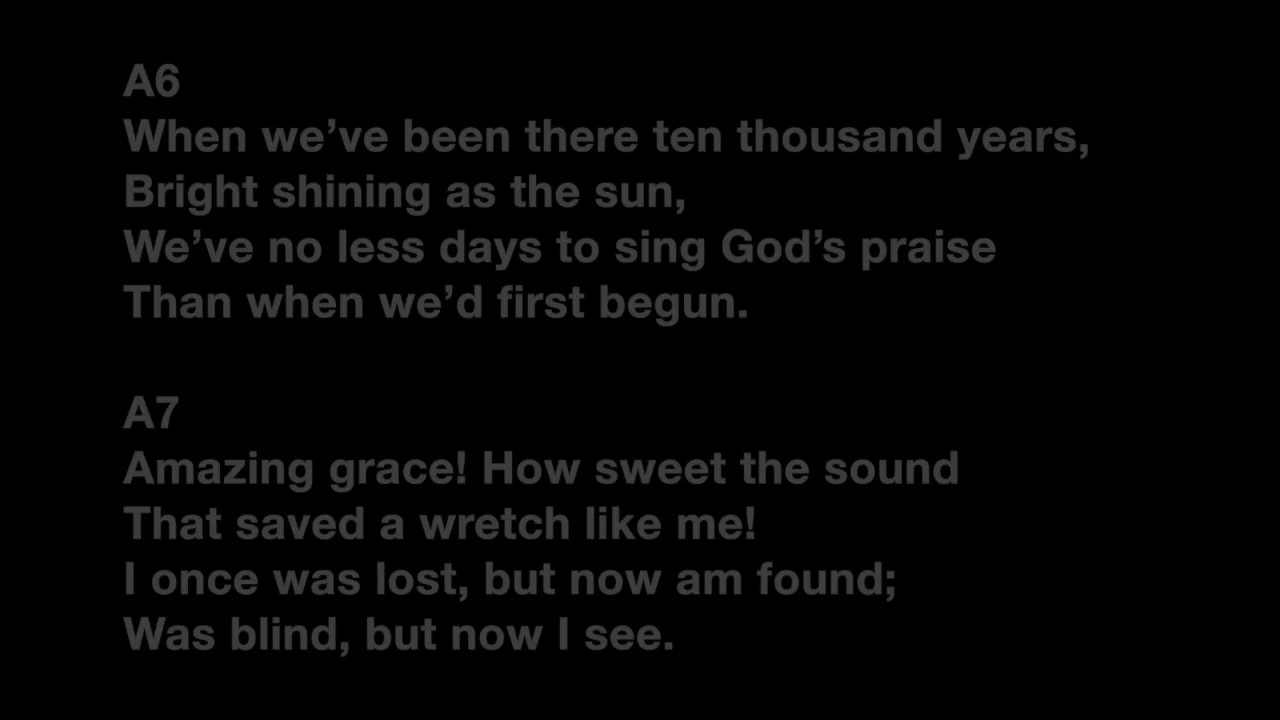 A6
When we’ve been there ten thousand years,
Bright shining as the sun,
We’ve no less days to sing God’s praise
Than when we’d first begun.
A7
Amazing grace! How sweet the sound
That saved a wretch like me!
I once was lost, but now am found;
Was blind, but now I see.